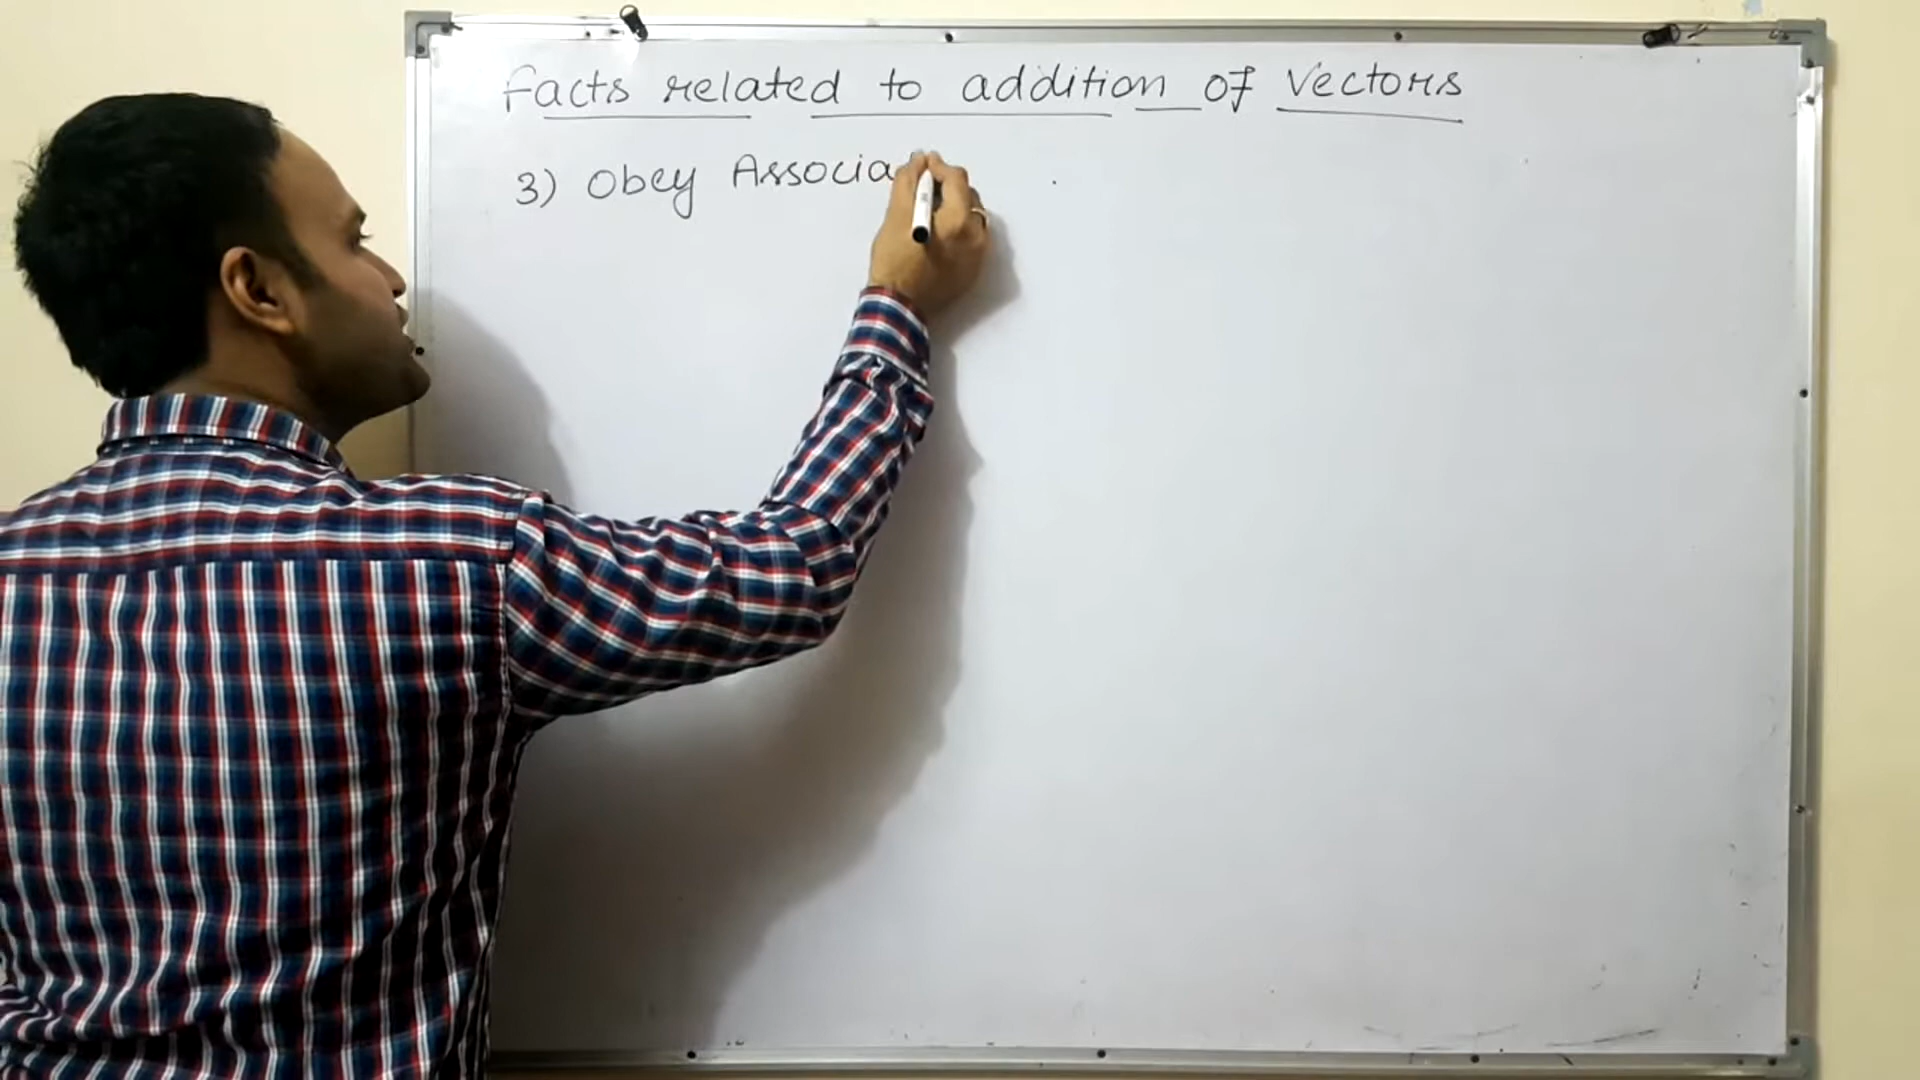 Facts related to addition of Vectors
3) Obey Associa